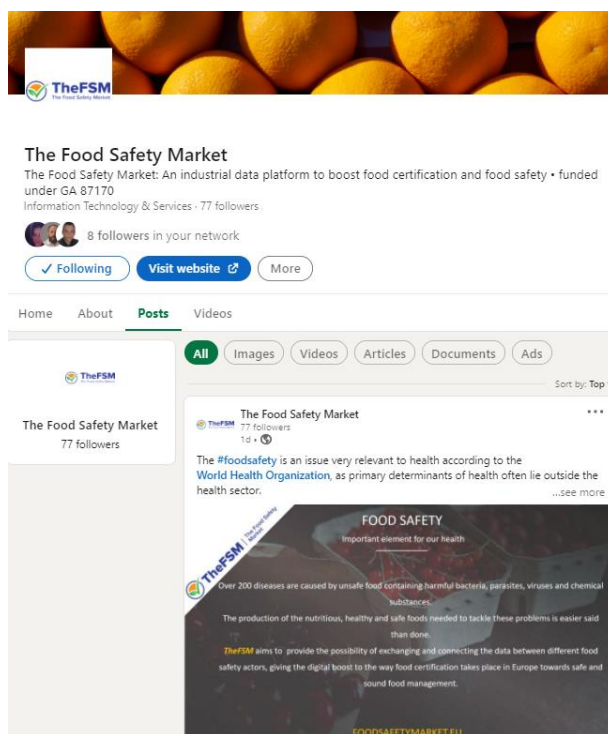 TheFSM
The Food Safety Market
The Food Safety Market
The Food Safety Market: An industrial data platform to boost food certification and food safety • funded
under GA 87170
Information Technology & Services · 77 followers
8 followers in your network
✓ Following
Visit website
More
Home About Posts Videos
All Images Videos Articles Documents Ads
Sort by: Top
TheFSM
The Food Safety Market
77 followers
TheFSM
The Food Safety Market
77 followers
1d •
The #foodsafety is an issue very relevant to health according to the
World Health Organization, as primary determinants of health often lie outside the
health sector.
...see more
TheFSM The Food Safety Market
FOOD SAFETY
Important element for our health
Over 200 diseases are caused by unsafe food containing harmful bacteria, parasites, viruses and chemical
substances.
The production of the nutritious, healthy and safe foods needed to tackle these problems is easier said
than done.
TheFSM aims to provide the possibility of exchanging and connecting the data between different food
safety actors, giving the digital boost to the way food certification takes place in Europe towards safe and
sound food management.
FOODSAFETYMARKET.EU